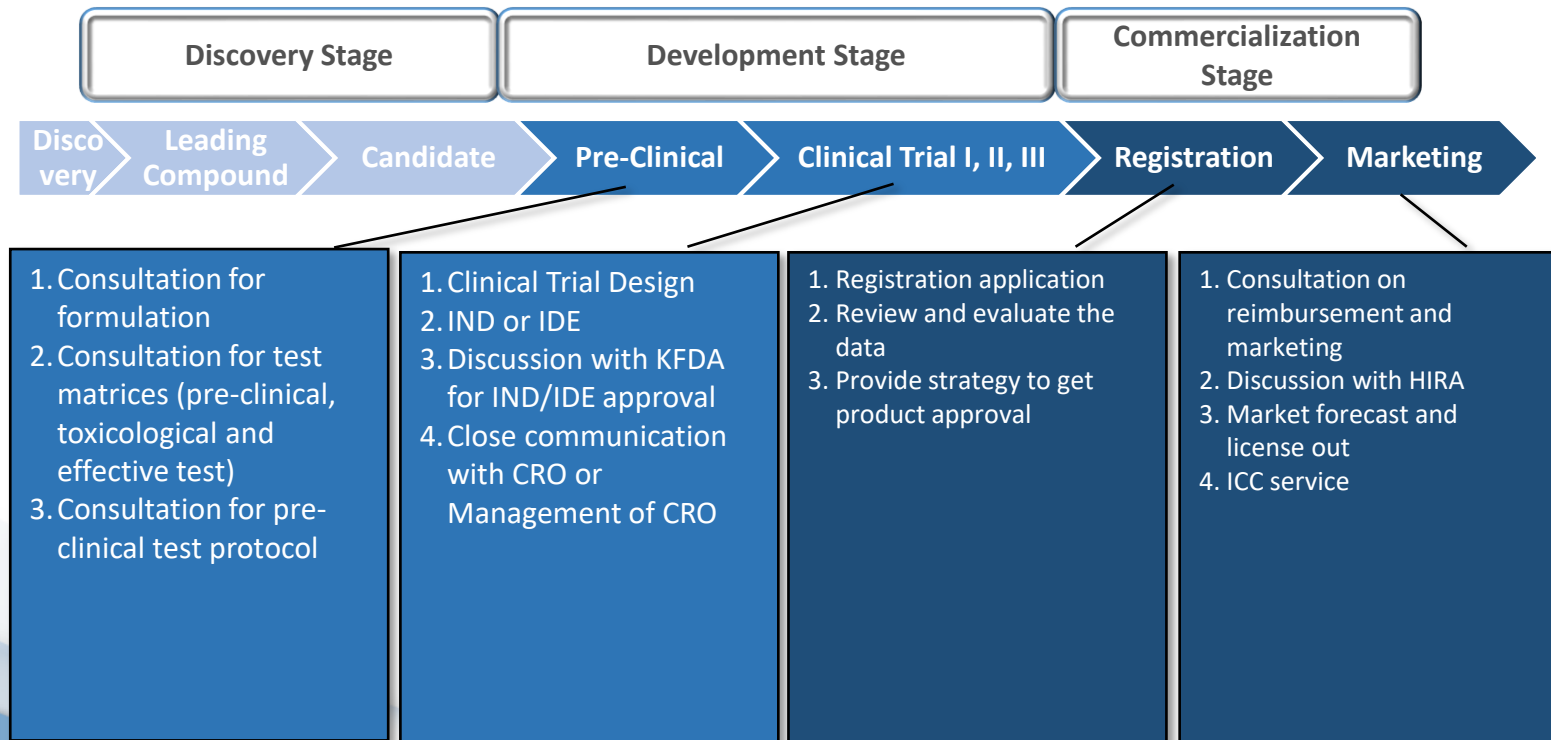 Discovery Stage
Development Stage
Commercialization
Stage
Disco
very
Leading
Compound
Candidate
Pre-Clinical
Clinical Trial I, II, III
Registration
Marketing
1. Consultation for
formulation
2. Consultation for test
matrices (pre-clinical,
toxicological and
effective test)
3. Consultation for pre-
clinical test protocol
1. Clinical Trial Design
2. IND or IDE
3. Discussion with KFDA
for IND/IDE approval
4. Close communication
with CRO or
Management of CRO
1. Registration application
2. Review and evaluate the
data
3. Provide strategy to get
product approval
1. Consultation on
reimbursement and
marketing
2. Discussion with HIRA
3. Market forecast and
license out
4. ICC service